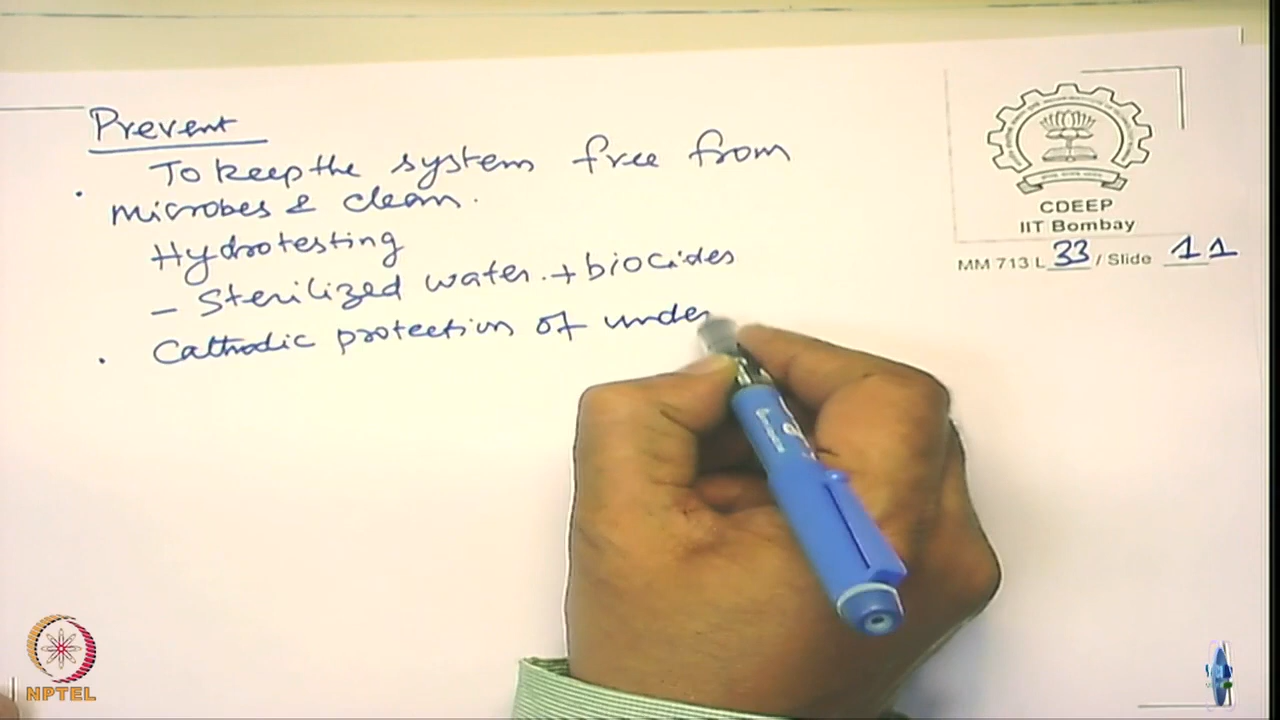 Prevent
· To keep the system free from
microbes & clean.
Hydrotesting
– Sterilized water. + biocides
· Cathodic protection of unde
CDEEP
IIT Bombay
MM 713 L 33 / Slide 11
NPTEL